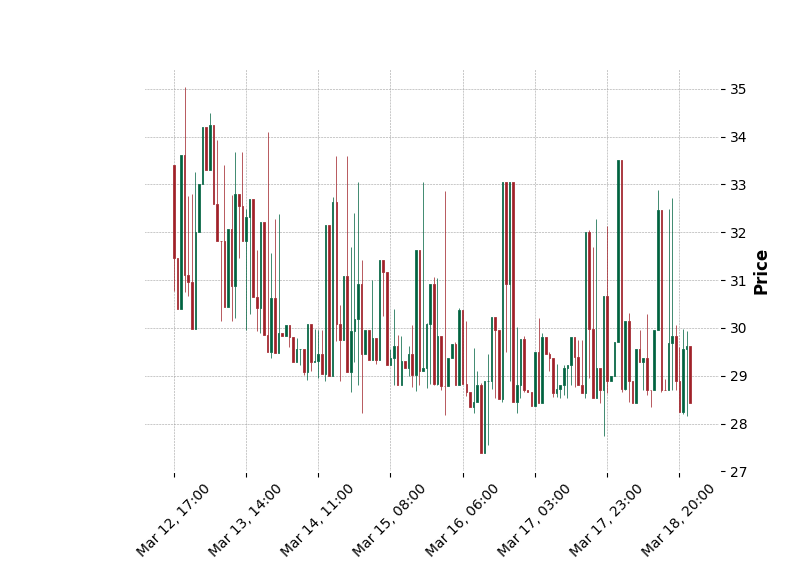 35
34
33
32
31
30
29
28
27
Price
Mar 12, 17:00
Mar 13, 14:00
Mar 14, 11:00
Mar 15, 08:00
Mar 16, 06:00
Mar 17, 03:00
Mar 17, 23:00
Mar 18, 20:00